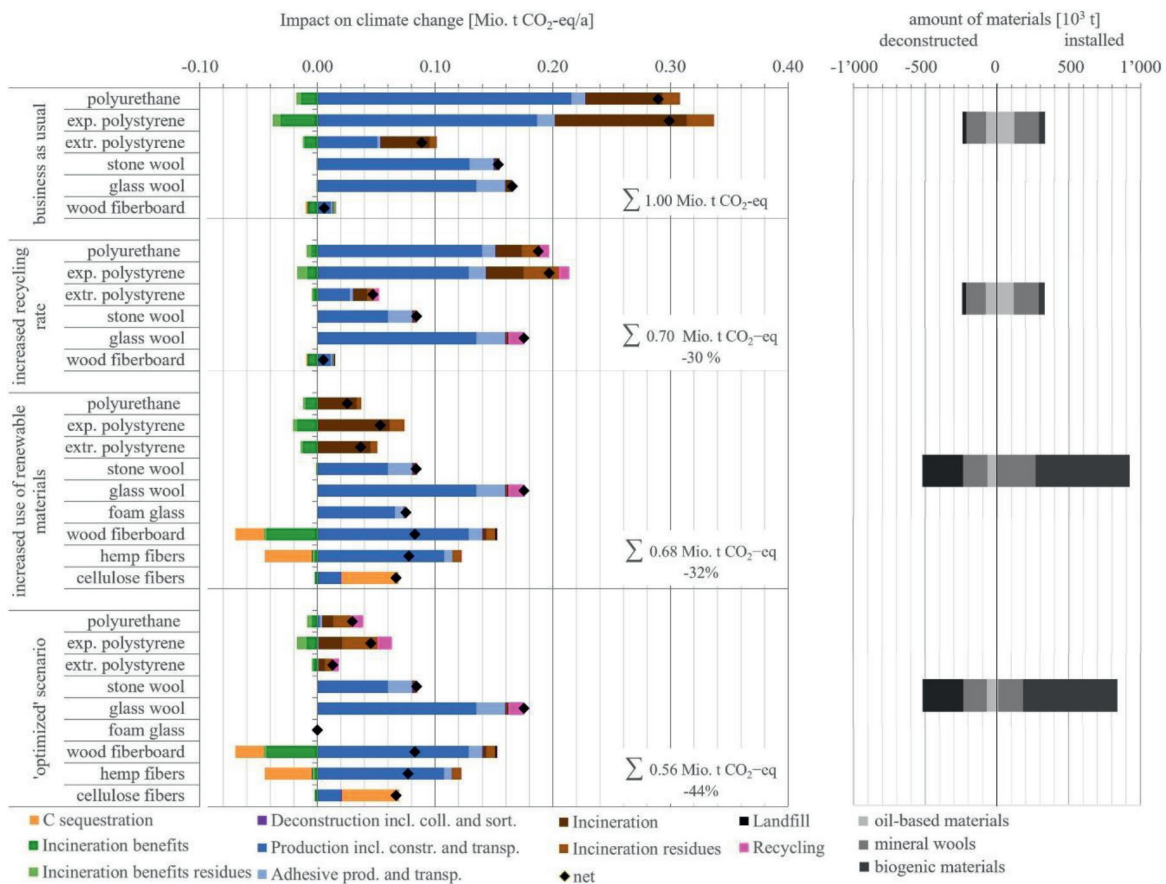 Impact on climate change [Mio. t CO₂-eq/a]
amount of materials [10³ t]
deconstructed installed
-0.10 0.00 0.10 0.20 0.30 0.40
-1'000 -500 0 500 1'000
business as usual
polyurethane
exp. polystyrene
extr. polystyrene
stone wool
glass wool
wood fiberboard
∑ 1.00 Mio. t CO₂-eq
increased recycling
rate
polyurethane
exp. polystyrene
extr. polystyrene
stone wool
glass wool
wood fiberboard
∑ 0.70 Mio. t CO₂−eq
-30 %
increased use of renewable
materials
polyurethane
exp. polystyrene
extr. polystyrene
stone wool
glass wool
foam glass
wood fiberboard
hemp fibers
cellulose fibers
∑ 0.68 Mio. t CO₂−eq
-32%
'optimized' scenario
polyurethane
exp. polystyrene
extr. polystyrene
stone wool
glass wool
foam glass
wood fiberboard
hemp fibers
cellulose fibers
∑ 0.56 Mio. t CO₂−eq
-44%
C sequestration
Incineration benefits
Incineration benefits residues
Deconstruction incl. coll. and sort.
Production incl. constr. and transp.
Adhesive prod. and transp.
Incineration
Incineration residues
net
Landfill
Recycling
oil-based materials
mineral wools
biogenic materials